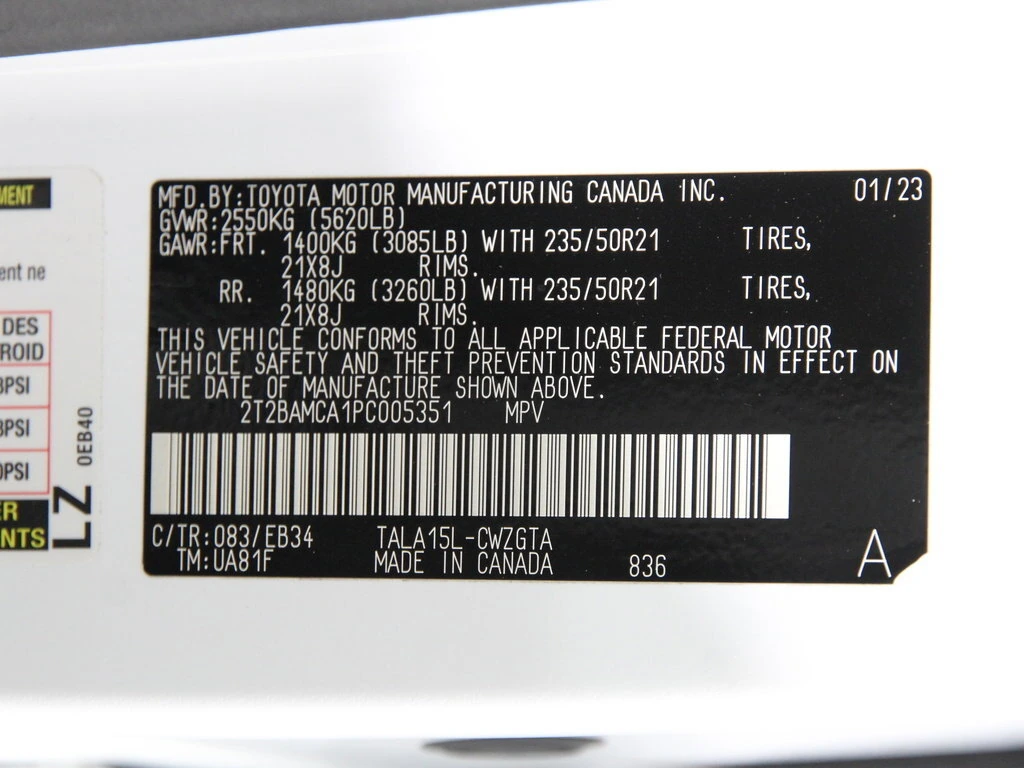 MENT
ent ne
DES
ROID
PSI
PSI
PSI
ER
NTS
LZ
0EB40
MFD.BY:TOYOTA MOTOR MANUFACTURING CANADA INC. 01/23
GVWR:2550KG (5620LB)
GAWR:FRT. 1400KG (3085LB) WITH 235/50R21 TIRES,
21X8J RIMS.
RR. 1480KG (3260LB) WITH 235/50R21 TIRES,
21X8J RIMS.
THIS VEHICLE CONFORMS TO ALL APPLICABLE FEDERAL MOTOR
VEHICLE SAFETY AND THEFT PREVENTION STANDARDS IN EFFECT ON
THE DATE OF MANUFACTURE SHOWN ABOVE.
2T2BAMCA1PC005351 MPV
C/TR:083/EB34 TALA15L-CWZGTA
TM:UA81F MADE IN CANADA 836 A